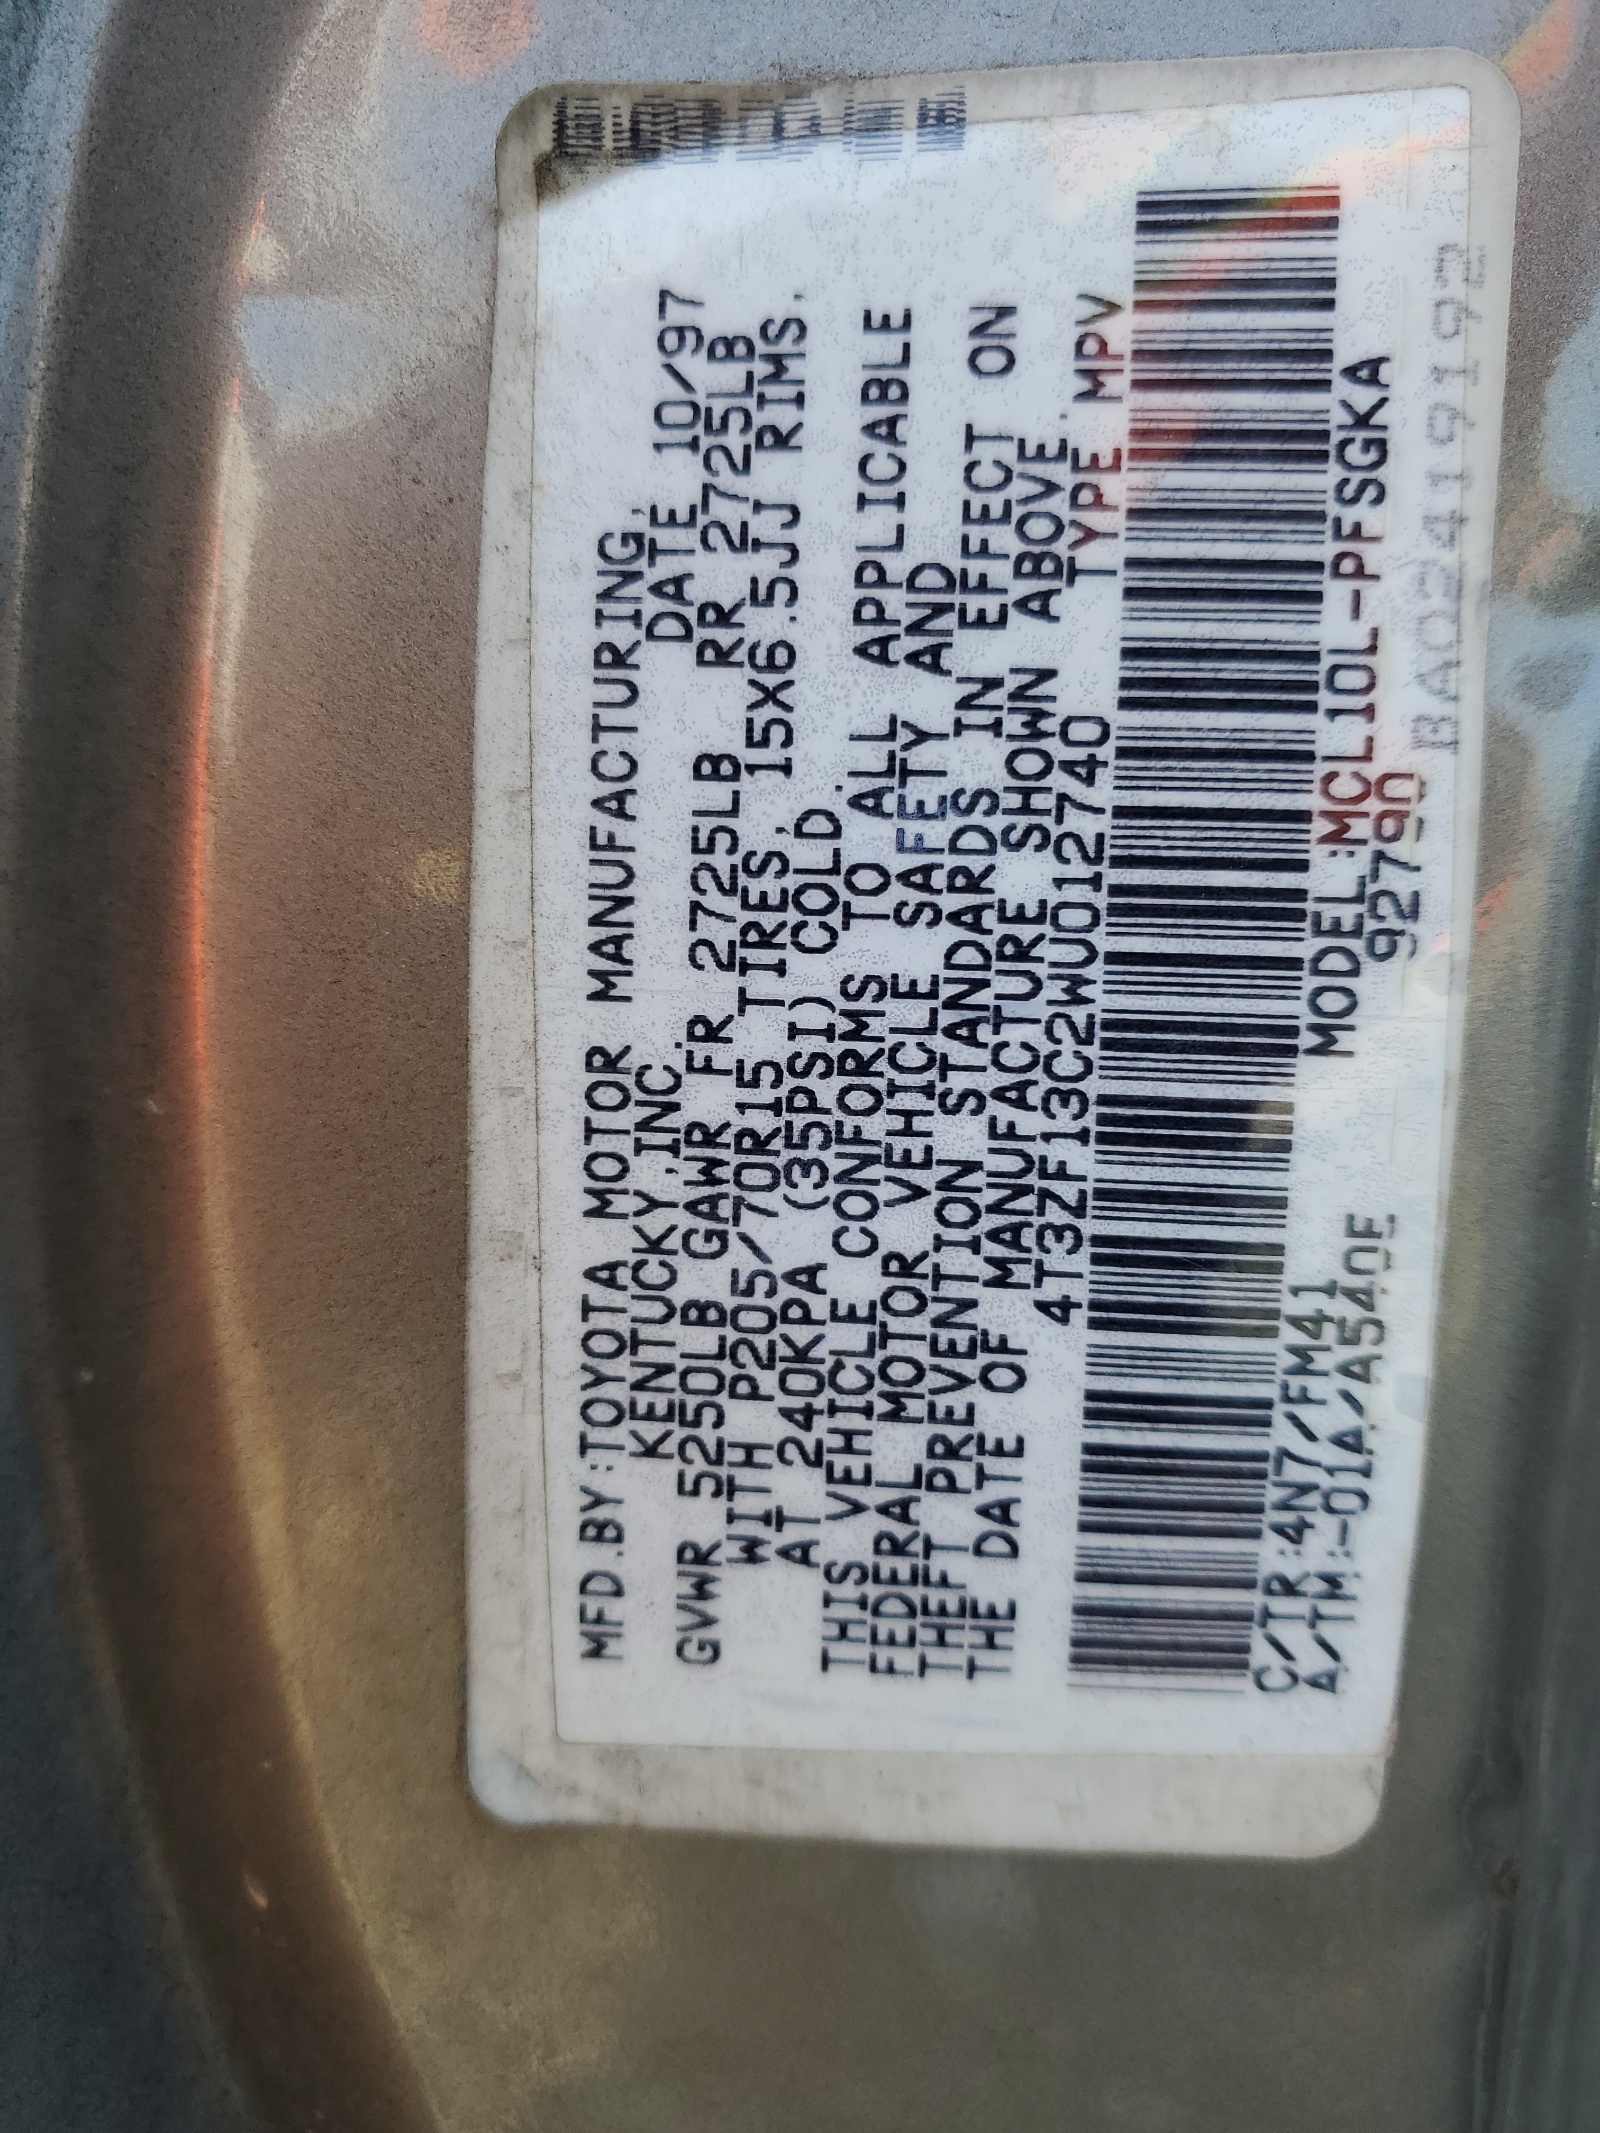 MFD.BY:TOYOTA MOTOR MANUFACTURING,
KENTUCKY,INC. DATE 10/97
GVWR 5250LB GAWR FR 2725LB RR 2725LB
WITH P205/70R15 TIRES, 15X6.5JJ RIMS.
AT 240KPA (35PSI) COLD.
THIS VEHICLE CONFORMS TO ALL APPLICABLE
FEDERAL MOTOR VEHICLE SAFETY AND
THEFT PREVENTION STANDARDS IN EFFECT ON
THE DATE OF MANUFACTURE SHOWN ABOVE.
4T3ZF13C2WU012740 TYPE MPV
C/TR:4N7/FM41 MODEL:MCL10L-PFSGKA
A/TM:-01A/A540E 9279D